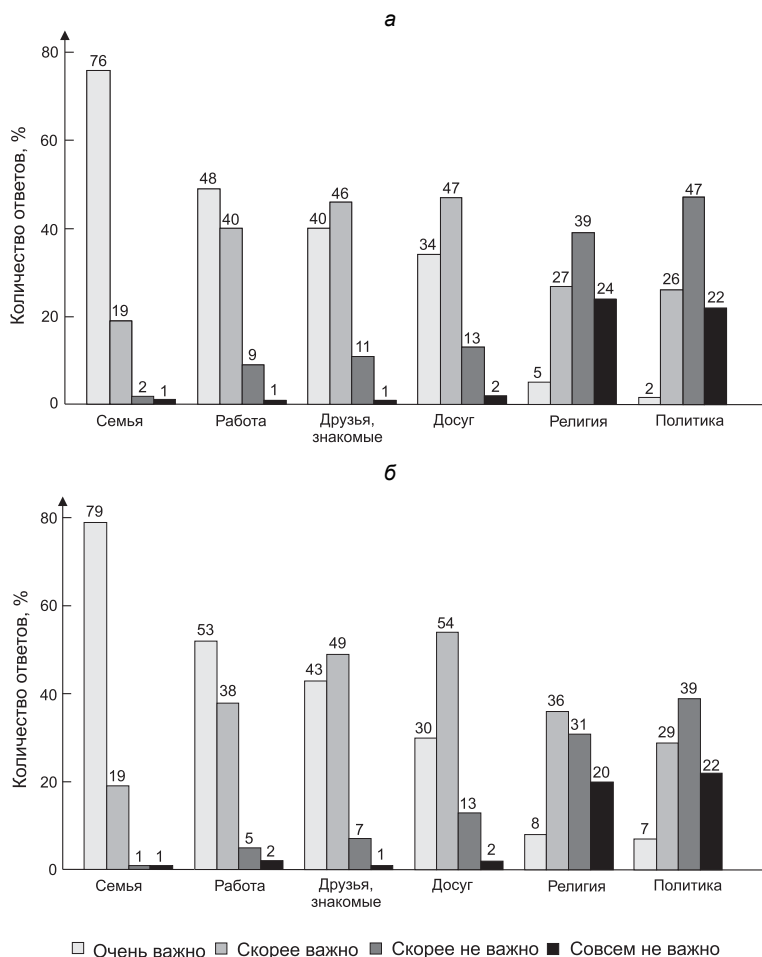 а
Количество ответов, %
80
60
40
20
0
76 19 2 1
48 40 9 1
40 46 11 1
34 47 13 2
5 27 39 24
2 26 47 22
Семья Работа Друзья, Досуг Религия Политика
знакомые
б
Количество ответов, %
80
60
40
20
0
79 19 1 1
53 38 5 2
43 49 7 1
30 54 13 2
8 36 31 20
7 29 39 22
Семья Работа Друзья, Досуг Религия Политика
знакомые
Очень важно Скорее важно Скорее не важно Совсем не важно